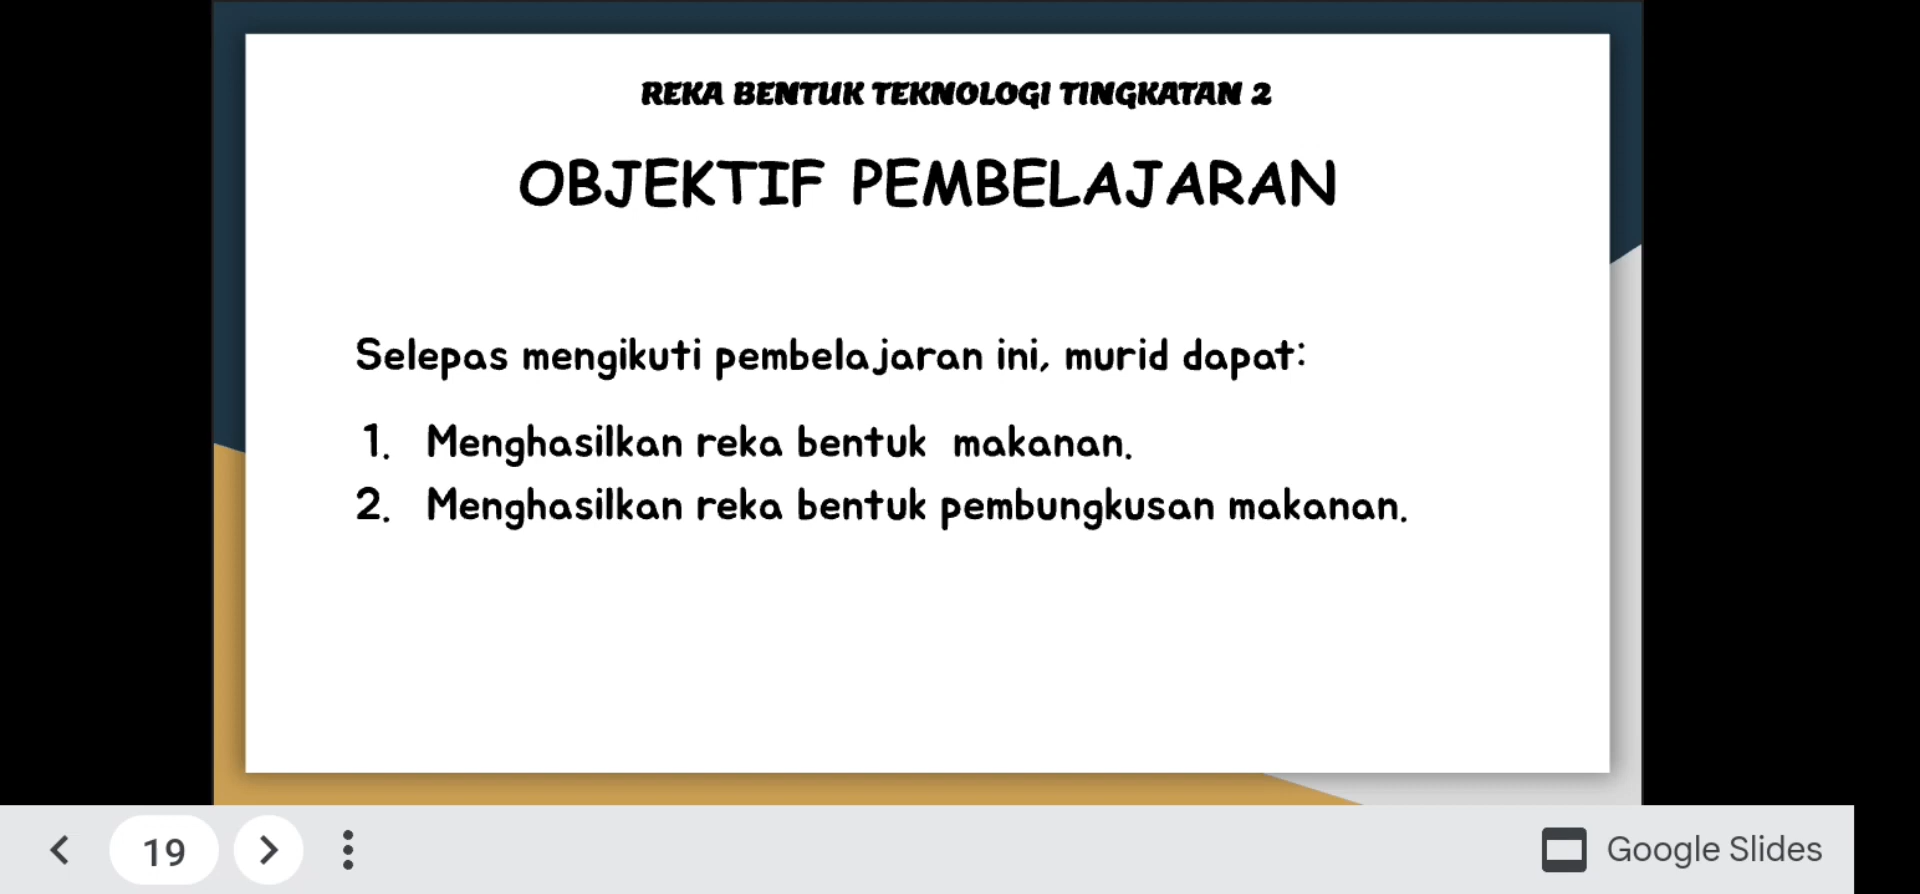 REKA BENTUK TEKNOLOGI TINGKATAN 2
OBJEKTIF PEMBELAJARAN
Selepas mengikuti pembelajaran ini, murid dapat:
1. Menghasilkan reka bentuk  makanan.
2. Menghasilkan reka bentuk pembungkusan makanan.
19
Google Slides